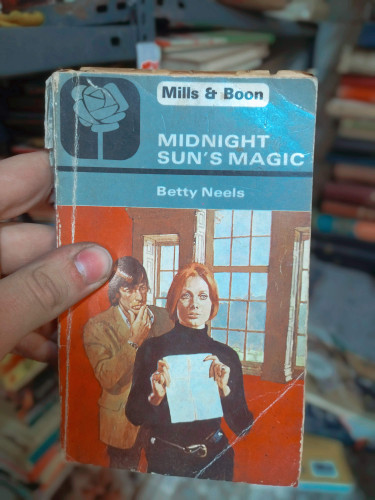 Mills & Boon
MIDNIGHT
SUN'S MAGIC
Betty Neels